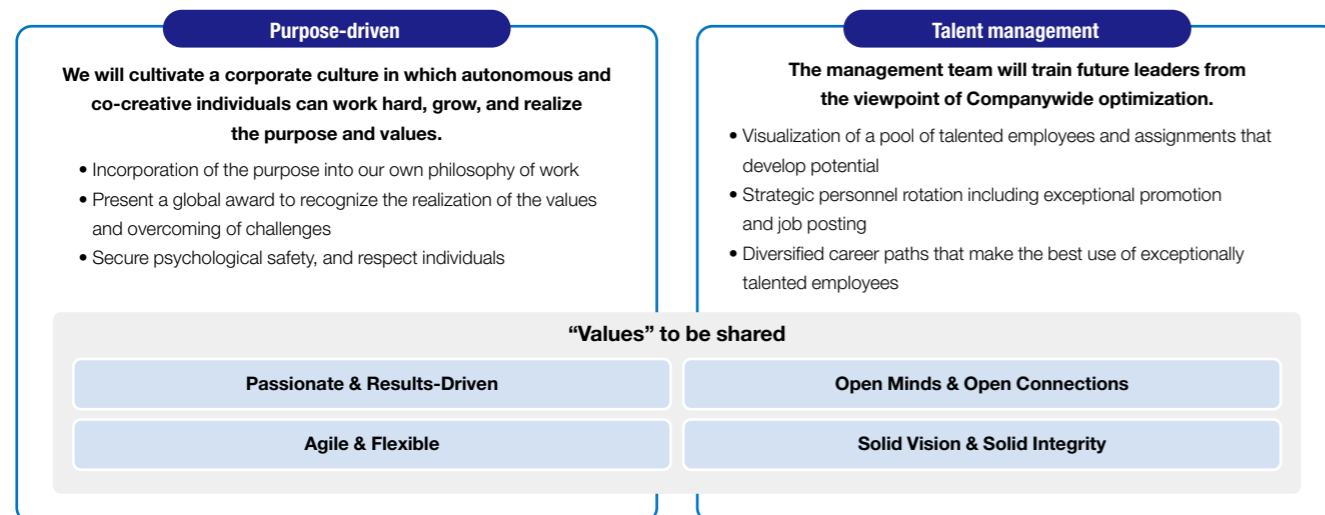 Purpose-driven
We will cultivate a corporate culture in which autonomous and
co-creative individuals can work hard, grow, and realize
the purpose and values.
• Incorporation of the purpose into our own philosophy of work
• Present a global award to recognize the realization of the values
and overcoming of challenges
• Secure psychological safety, and respect individuals
Talent management
The management team will train future leaders from
the viewpoint of Companywide optimization.
• Visualization of a pool of talented employees and assignments that
develop potential
• Strategic personnel rotation including exceptional promotion
and job posting
• Diversified career paths that make the best use of exceptionally
talented employees
“Values” to be shared
Passionate & Results-Driven
Open Minds & Open Connections
Agile & Flexible
Solid Vision & Solid Integrity